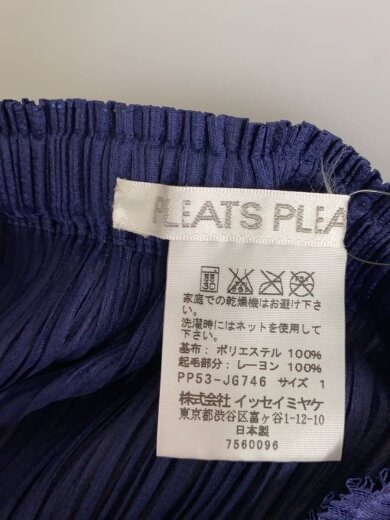 PLEATS PLEA
30
家庭での乾燥機はお避け下さ
い。
洗濯時にはネットを使用して
下さい。
基布: ポリエステル 100%
起毛部分: レーヨン 100%
PP53-JG746 サイズ 1
株式会社 イッセイミヤケ
東京都渋谷区富ヶ谷1-12-10
日本製
7560096